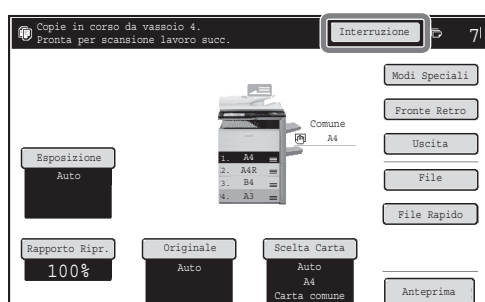 Copie in corso da vassoio 4.
Pronta per scansione lavoro succ.
Interruzione
7
Modi Speciali
Fronte Retro
Comune
A4
Uscita
Esposizione
Auto
1. A4
2. A4R
3. B4
4. A3
File
File Rapido
Rapporto Ripr.
100%
Originale
Auto
Scelta Carta
Auto
A4
Carta comune
Anteprima